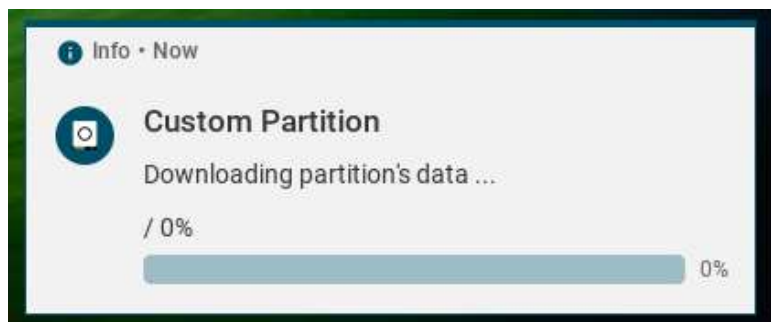 Info • Now
Custom Partition
Downloading partition's data ...
/ 0%
0%